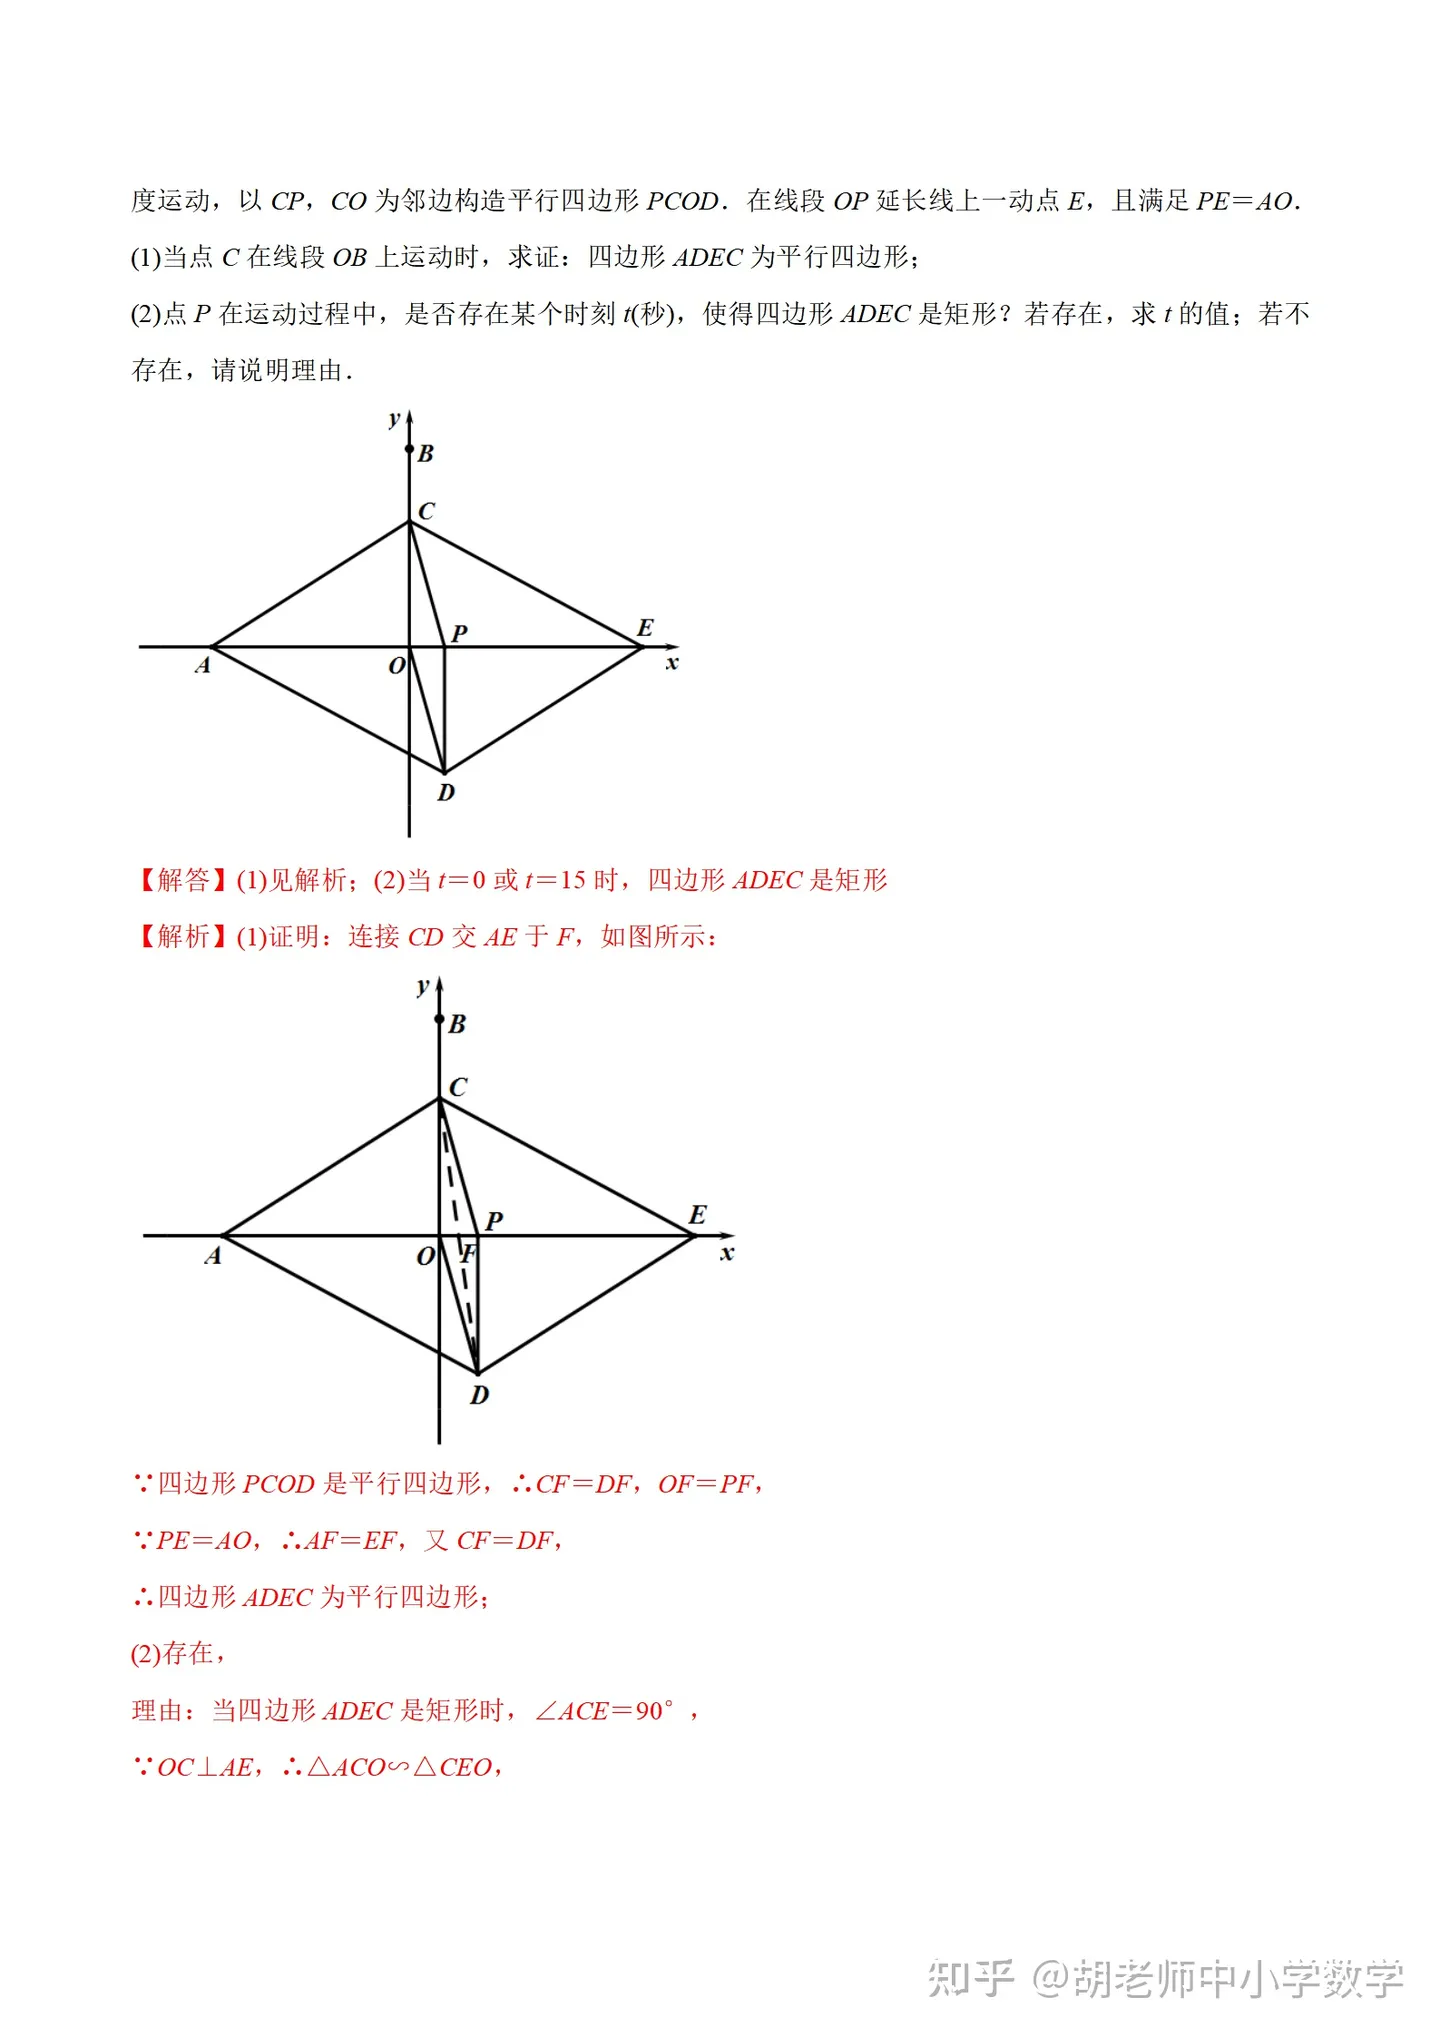 度运动，以 CP，CO 为邻边构造平行四边形 PCOD．在线段 OP 延长线上一动点 E，且满足 PE＝AO．
(1)当点 C 在线段 OB 上运动时，求证：四边形 ADEC 为平行四边形；
(2)点 P 在运动过程中，是否存在某个时刻 t(秒)，使得四边形 ADEC 是矩形？若存在，求 t 的值；若不
存在，请说明理由．
y
B
C
P
E
A
O
x
D
【解答】(1)见解析；(2)当 t＝0 或 t＝15 时，四边形 ADEC 是矩形
【解析】(1)证明：连接 CD 交 AE 于 F，如图所示：
y
B
C
P
E
A
O
F
x
D
∵四边形 PCOD 是平行四边形，∴CF＝DF，OF＝PF，
∵PE＝AO，∴AF＝EF，又 CF＝DF，
∴四边形 ADEC 为平行四边形；
(2)存在，
理由：当四边形 ADEC 是矩形时，∠ACE＝90°，
∵OC⊥AE，∴△ACO∽△CEO，
知乎 @胡老师中小学数学